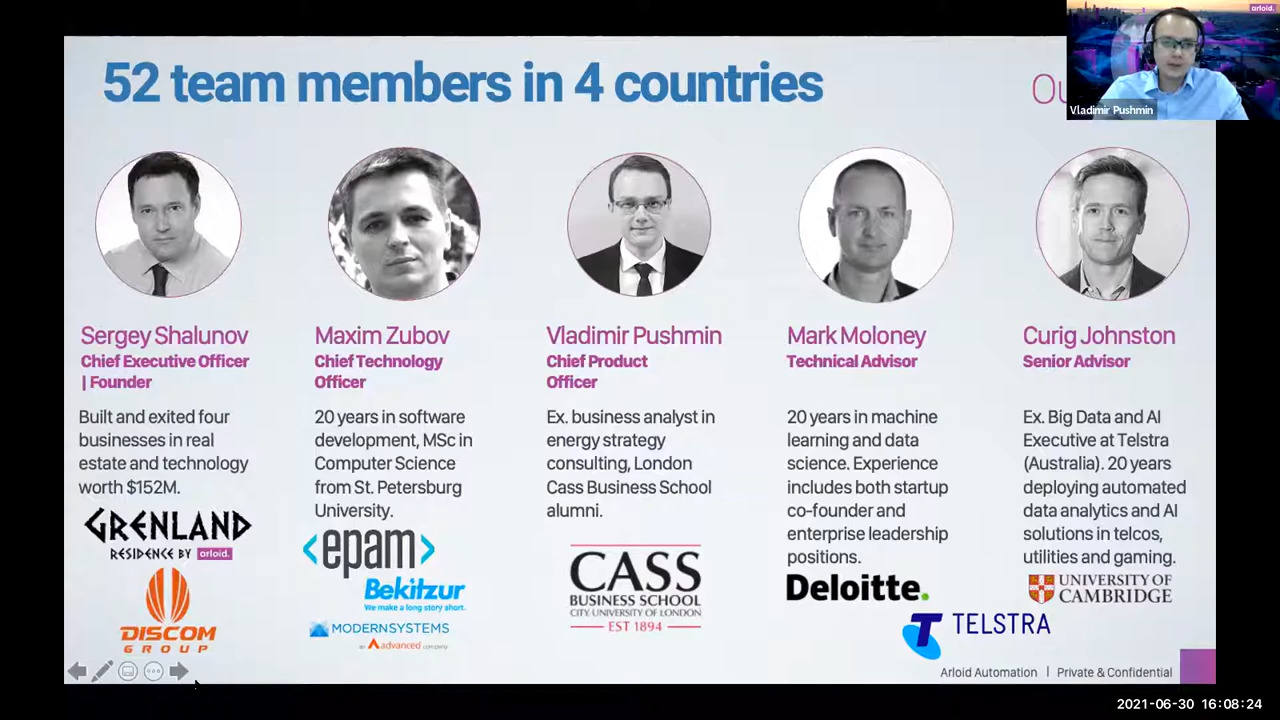 arloid.
52 team members in 4 countries
Vladimir Pushmin
Sergey Shalunov
Chief Executive Officer
| Founder
Built and exited four
businesses in real
estate and technology
worth $152M.
GRENLAND
RESIDENCE BY arloid.
DISCOM
GROUP
Maxim Zubov
Chief Technology
Officer
20 years in software
development, MSc in
Computer Science
from St. Petersburg
University.
<epam>
Bekitzur
We make a long story short.
MODERNSYSTEMS
an advanced company
Vladimir Pushmin
Chief Product
Officer
Ex. business analyst in
energy strategy
consulting, London
Cass Business School
alumni.
CASS
BUSINESS SCHOOL
CITY·UNIVERSITY OF LONDON
EST 1894
Mark Moloney
Technical Advisor
20 years in machine
learning and data
science. Experience
includes both startup
co-founder and
enterprise leadership
positions.
Deloitte.
TELSTRA
Curig Johnston
Senior Advisor
Ex. Big Data and AI
Executive at Telstra
(Australia). 20 years
deploying automated
data analytics and AI
solutions in telcos,
utilities and gaming.
UNIVERSITY OF
CAMBRIDGE
Arloid Automation | Private & Confidential
2021-06-30 16:08:24